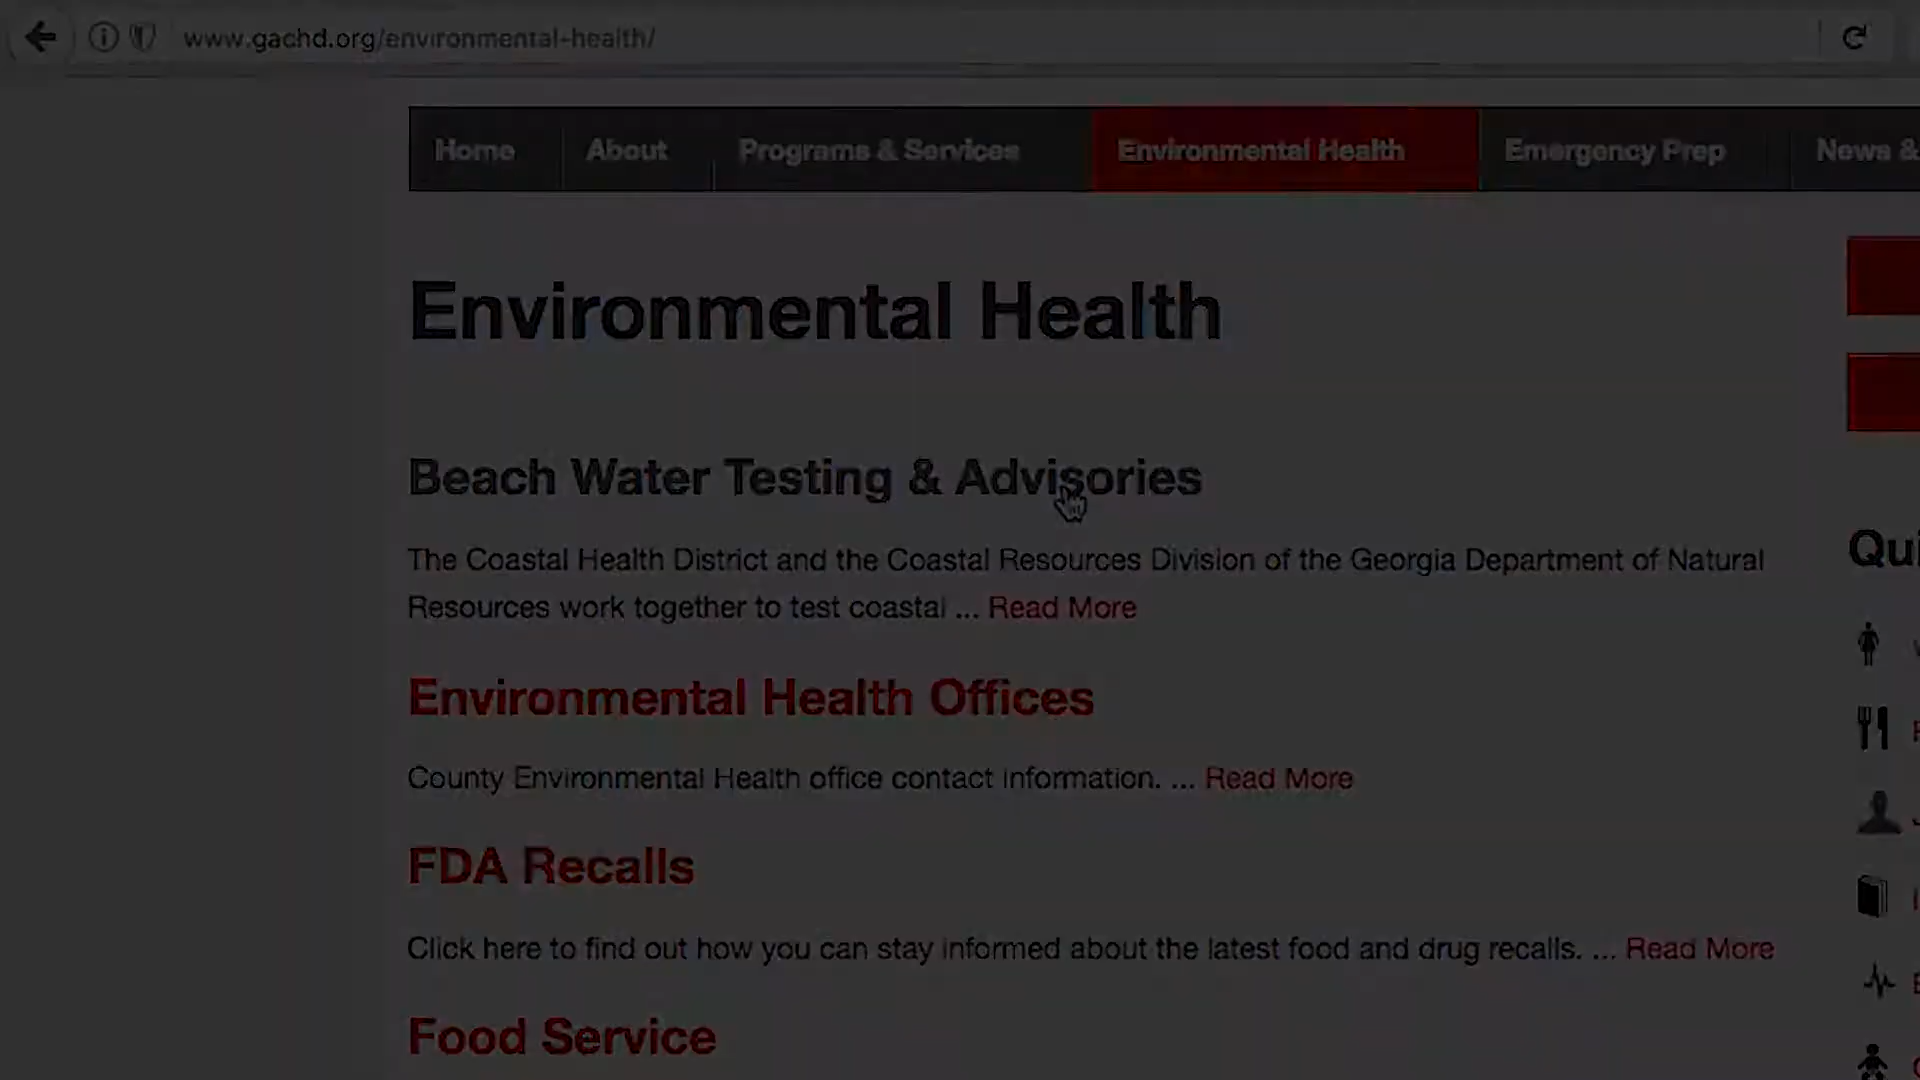 www.gachd.org/environmental-health/
Home About Programs & Services Environmental Health Emergency Prep News &
Environmental Health
Beach Water Testing & Advisories
The Coastal Health District and the Coastal Resources Division of the Georgia Department of Natural
Resources work together to test coastal ... Read More
Qui
Environmental Health Offices
County Environmental Health office contact information. ... Read More
FDA Recalls
Click here to find out how you can stay informed about the latest food and drug recalls. ... Read More
Food Service